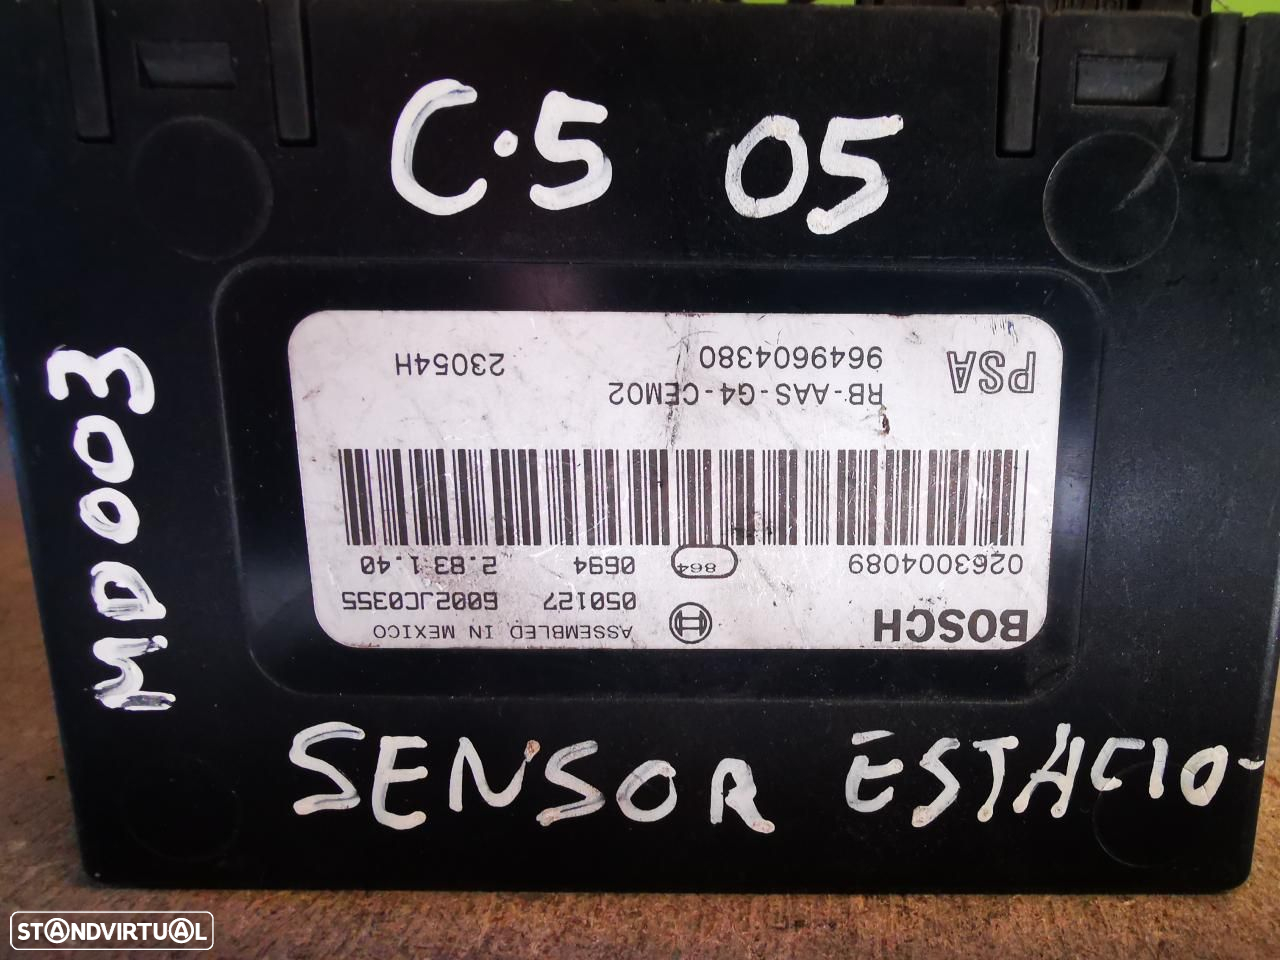 C.5 05
MD003
PSA
9649604380 23054H
RB-AAS-G4-CEM02
0263004089 864 0694 2.83 1.40
BOSCH 050127 6002JC0355
ASSEMBLED IN MEXICO
SENSOR ESTACIO-
STANDVIRTUAL